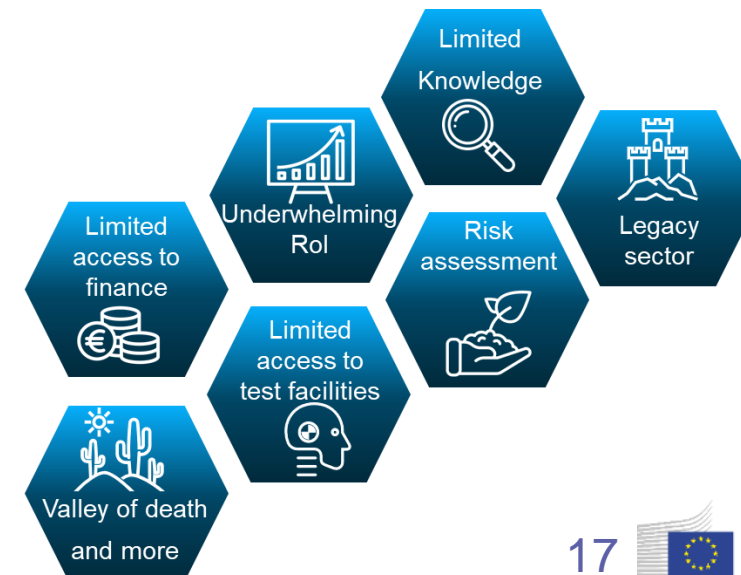 Limited
Knowledge
Underwhelming
RoI
Legacy
sector
Limited
access to
finance
Risk
assessment
Limited
access to
test facilities
€
Valley of death
and more
17